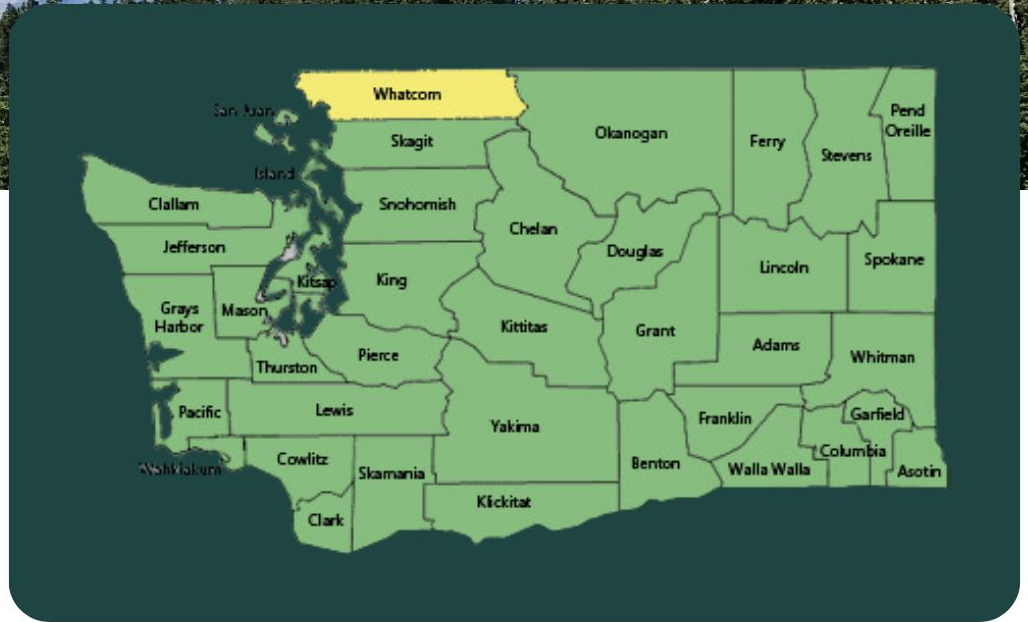 Whatcom
San Juan
Skagit
Okanogan
Ferry
Stevens
Pend
Oreille
Island
Clallam
Snohomish
Chelan
Jefferson
Kitsap
King
Douglas
Lincoln
Spokane
Grays
Harbor
Mason
Kittitas
Grant
Adams
Whitman
Thurston
Pierce
Pacific
Lewis
Yakima
Franklin
Garfield
Wahkiakum
Cowlitz
Skamania
Benton
Walla Walla
Columbia
Asotin
Clark
Klickitat